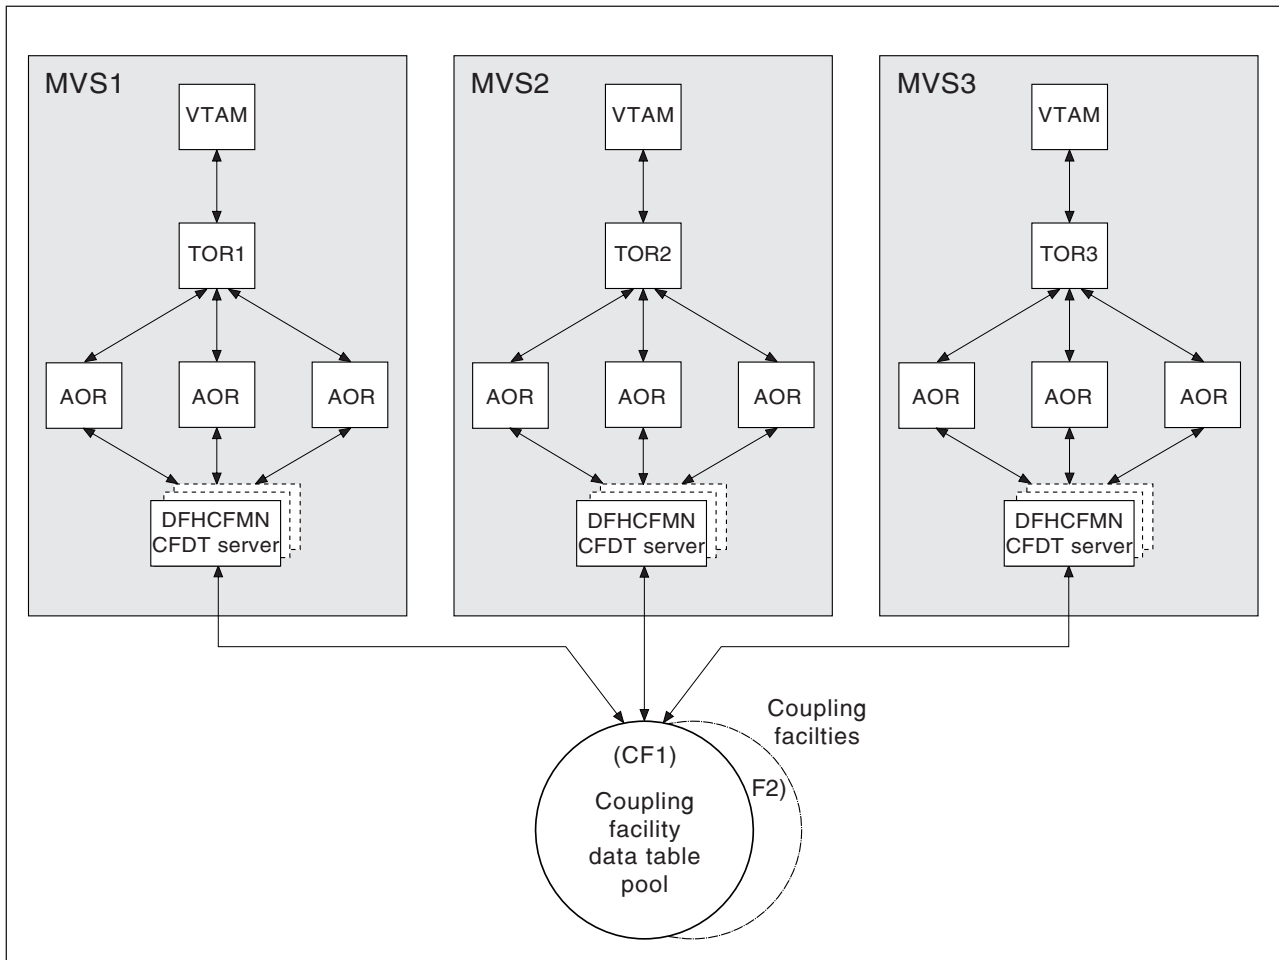 MVS1
VTAM
TOR1
AOR
AOR
AOR
DFHCFMN
CFDT server
MVS2
VTAM
TOR2
AOR
AOR
AOR
DFHCFMN
CFDT server
MVS3
VTAM
TOR3
AOR
AOR
AOR
DFHCFMN
CFDT server
Coupling
facilties
(CF1)
F2)
Coupling
facility
data table
pool